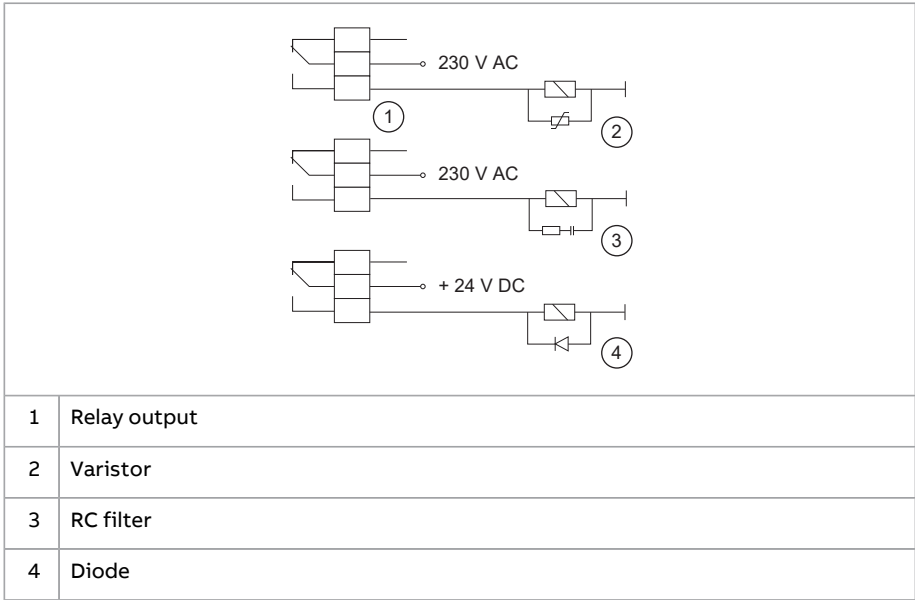 230 V AC
1
2
230 V AC
3
+ 24 V DC
4
1 Relay output
2 Varistor
3 RC filter
4 Diode